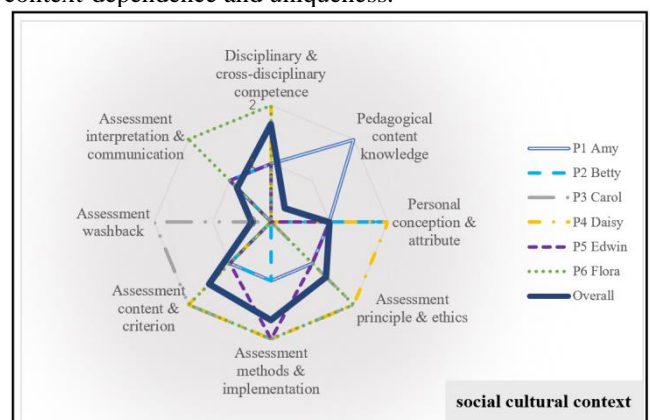 context-dependence and uniqueness.
Disciplinary &
cross-disciplinary
competence
2
Assessment
interpretation &
communication
Pedagogical
content
knowledge
P1 Amy
P2 Betty
P3 Carol
P4 Daisy
P5 Edwin
P6 Flora
Overall
Assessment
washback
Personal
conception &
attribute
Assessment
content &
criterion
Assessment
principle & ethics
Assessment
methods &
implementation
social cultural context